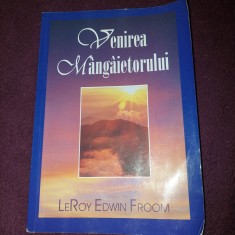 Venirea
Mângâietorului
LeROY EDWIN FROOM